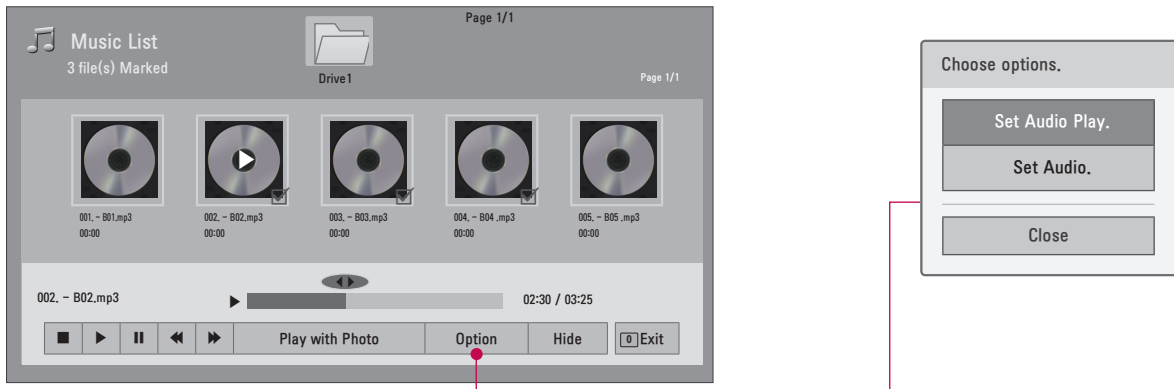 Page 1/1
Music List
3 file(s) Marked
Drive1
Page 1/1
001. - B01.mp3
00:00
002. - B02.mp3
00:00
003. - B03.mp3
00:00
004. - B04 .mp3
00:00
005. - B05 .mp3
00:00
002. - B02.mp3
02:30 / 03:25
Play with Photo
Option
Hide
0 Exit
Choose options.
Set Audio Play.
Set Audio.
Close